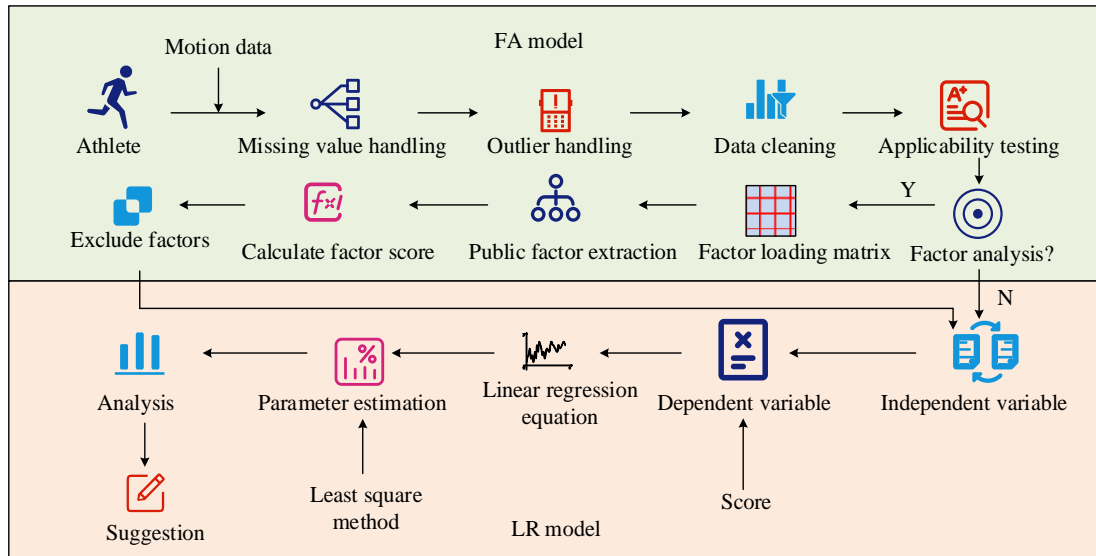 FA model
Motion data
Athlete
Missing value handling
Outlier handling
Data cleaning
Applicability testing
Y
Exclude factors
Calculate factor score
Public factor extraction
Factor loading matrix
Factor analysis?
N
Analysis
Parameter estimation
Linear regression
equation
Dependent variable
Independent variable
Least square
method
Score
Suggestion
LR model